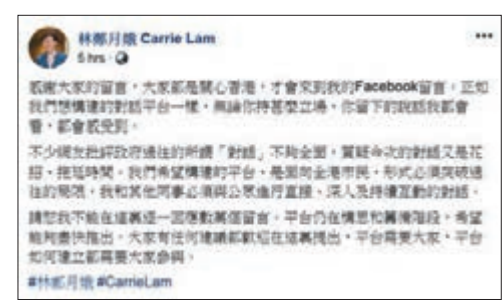 林鄭月娥 Carrie Lam
5 hrs ·
感謝大家的留言，大家都是關心香港，才會來到我的Facebook留言。正如
我們想構建的對話平台一樣，無論你持甚麼立場，你留下的說話我都會
看，都會感受到。
不少網友批評政府過往的所謂「對話」不夠全面，質疑今次的對話又是花
招、拖延時間。我們希望構建的平台，是面向全港市民，形式必須突破過
往的局限，我和其他同事必須與公眾進行直接、深入及持續互動的對話。
請恕我不能在這裏逐一回應數萬個留言。平台仍在構思和籌備階段，希望
能夠盡快推出。大家有任何建議都歡迎在這裏提出，平台需要大家，平台
如何建立都需要大家參與。
#林鄭月娥 #CarrieLam